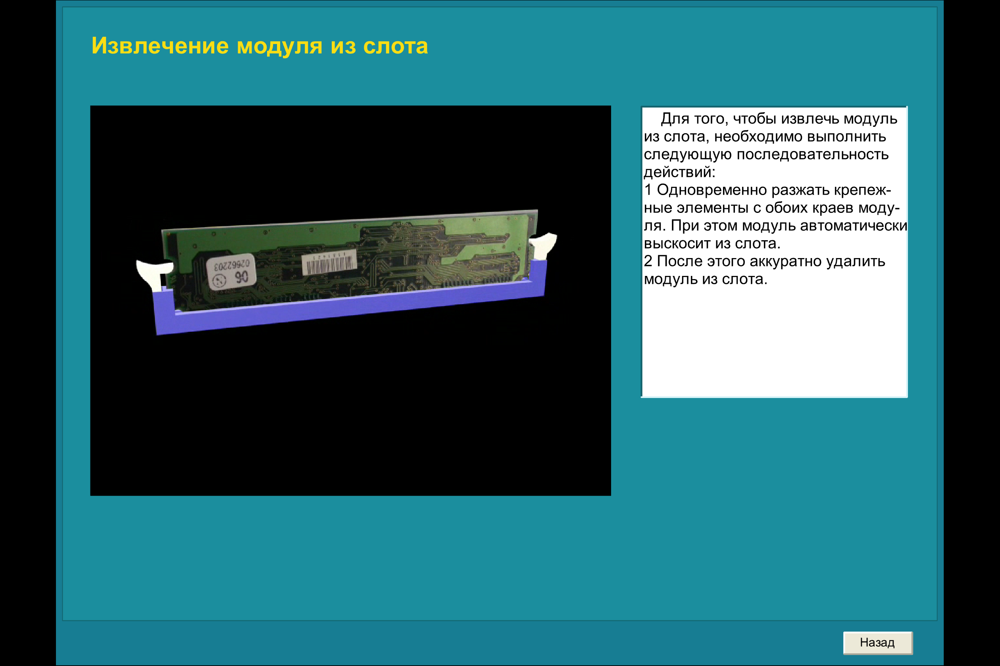 Извлечение модуля из слота
Для того, чтобы извлечь модуль
из слота, необходимо выполнить
следующую последовательность
действий:
1 Одновременно разжать крепеж-
ные элементы с обоих краев моду-
ля. При этом модуль автоматически
выскосит из слота.
2 После этого аккуратно удалить
модуль из слота.
02662203
06
N
Назад